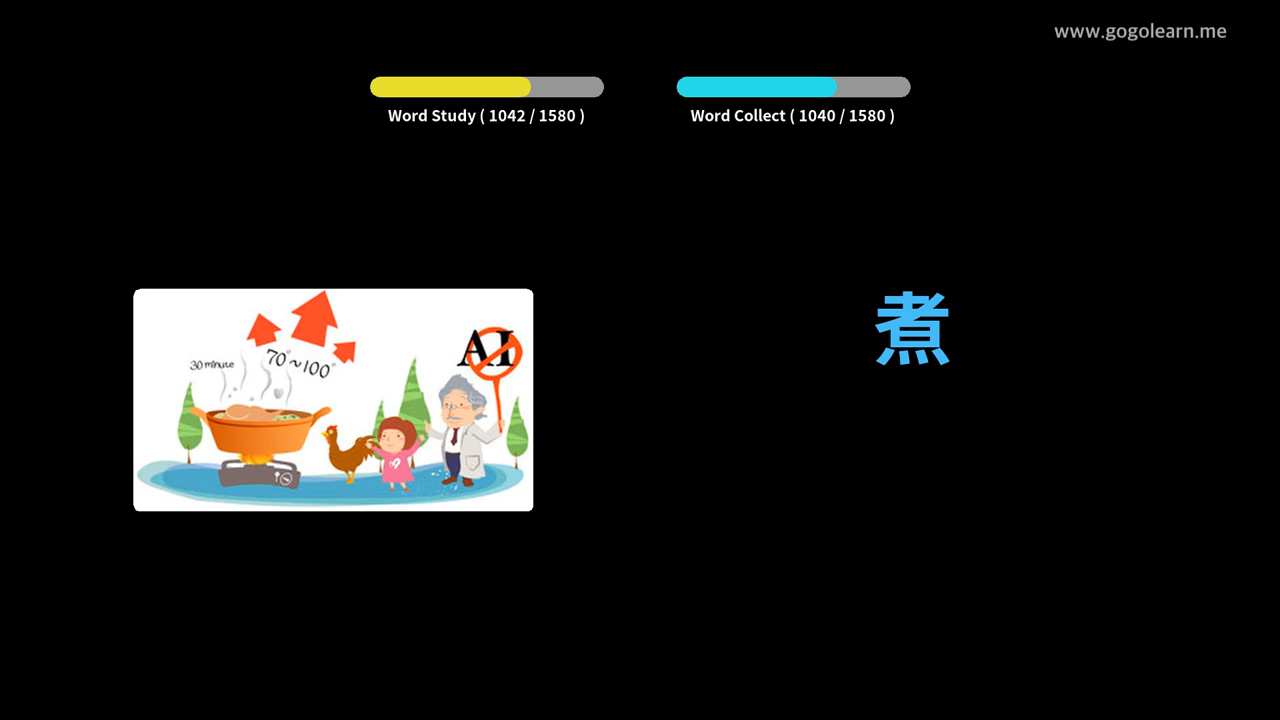 www.gogolearn.me
Word Study ( 1042 / 1580 )
Word Collect ( 1040 / 1580 )
煮
30 minute
70°~100°
AI